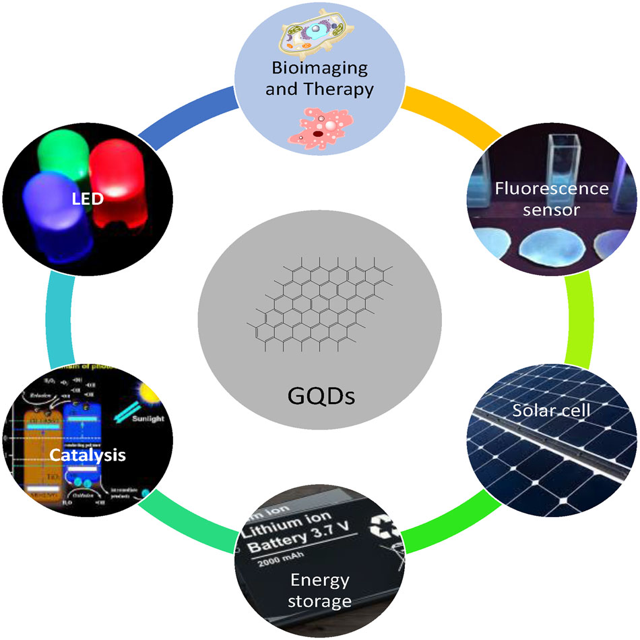 Bioimaging
and Therapy
LED
Fluorescence
sensor
GQDs
Solar cell
Sunlight
Catalysis
Lithium ion
Battery 3.7 V
2000 mAh
Energy
storage